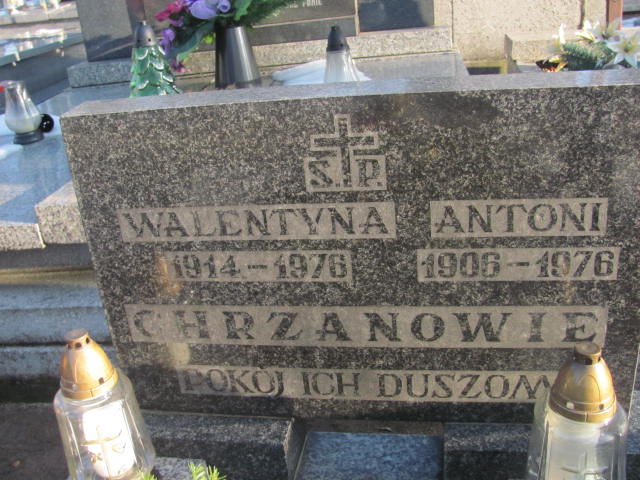 Ś.P.
WALENTYNA ANTONI
1914-1976 1906-1976
CHRZANOWIE
POKÓJ ICH DUSZOM